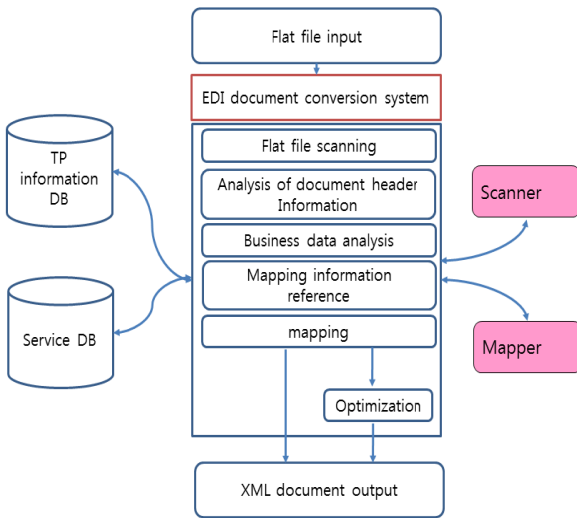 Flat file input
EDI document conversion system
Flat file scanning
TP
information
DB
Analysis of document header
Information
Scanner
Business data analysis
Mapping information
reference
Service DB
mapping
Mapper
Optimization
XML document output